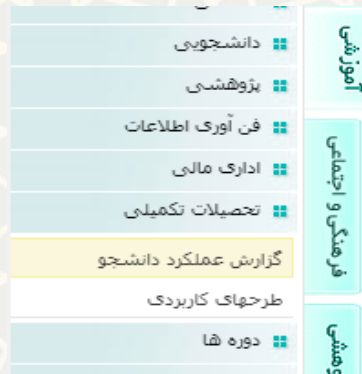 دانشجویی
پژوهشی
فن آوری اطلاعات
اداری مالی
تحصیلات تکمیلی
گزارش عملکرد دانشجو
طرحهای کاربردی
دوره ها
آموزشی
فرهنگی و اجتماعی